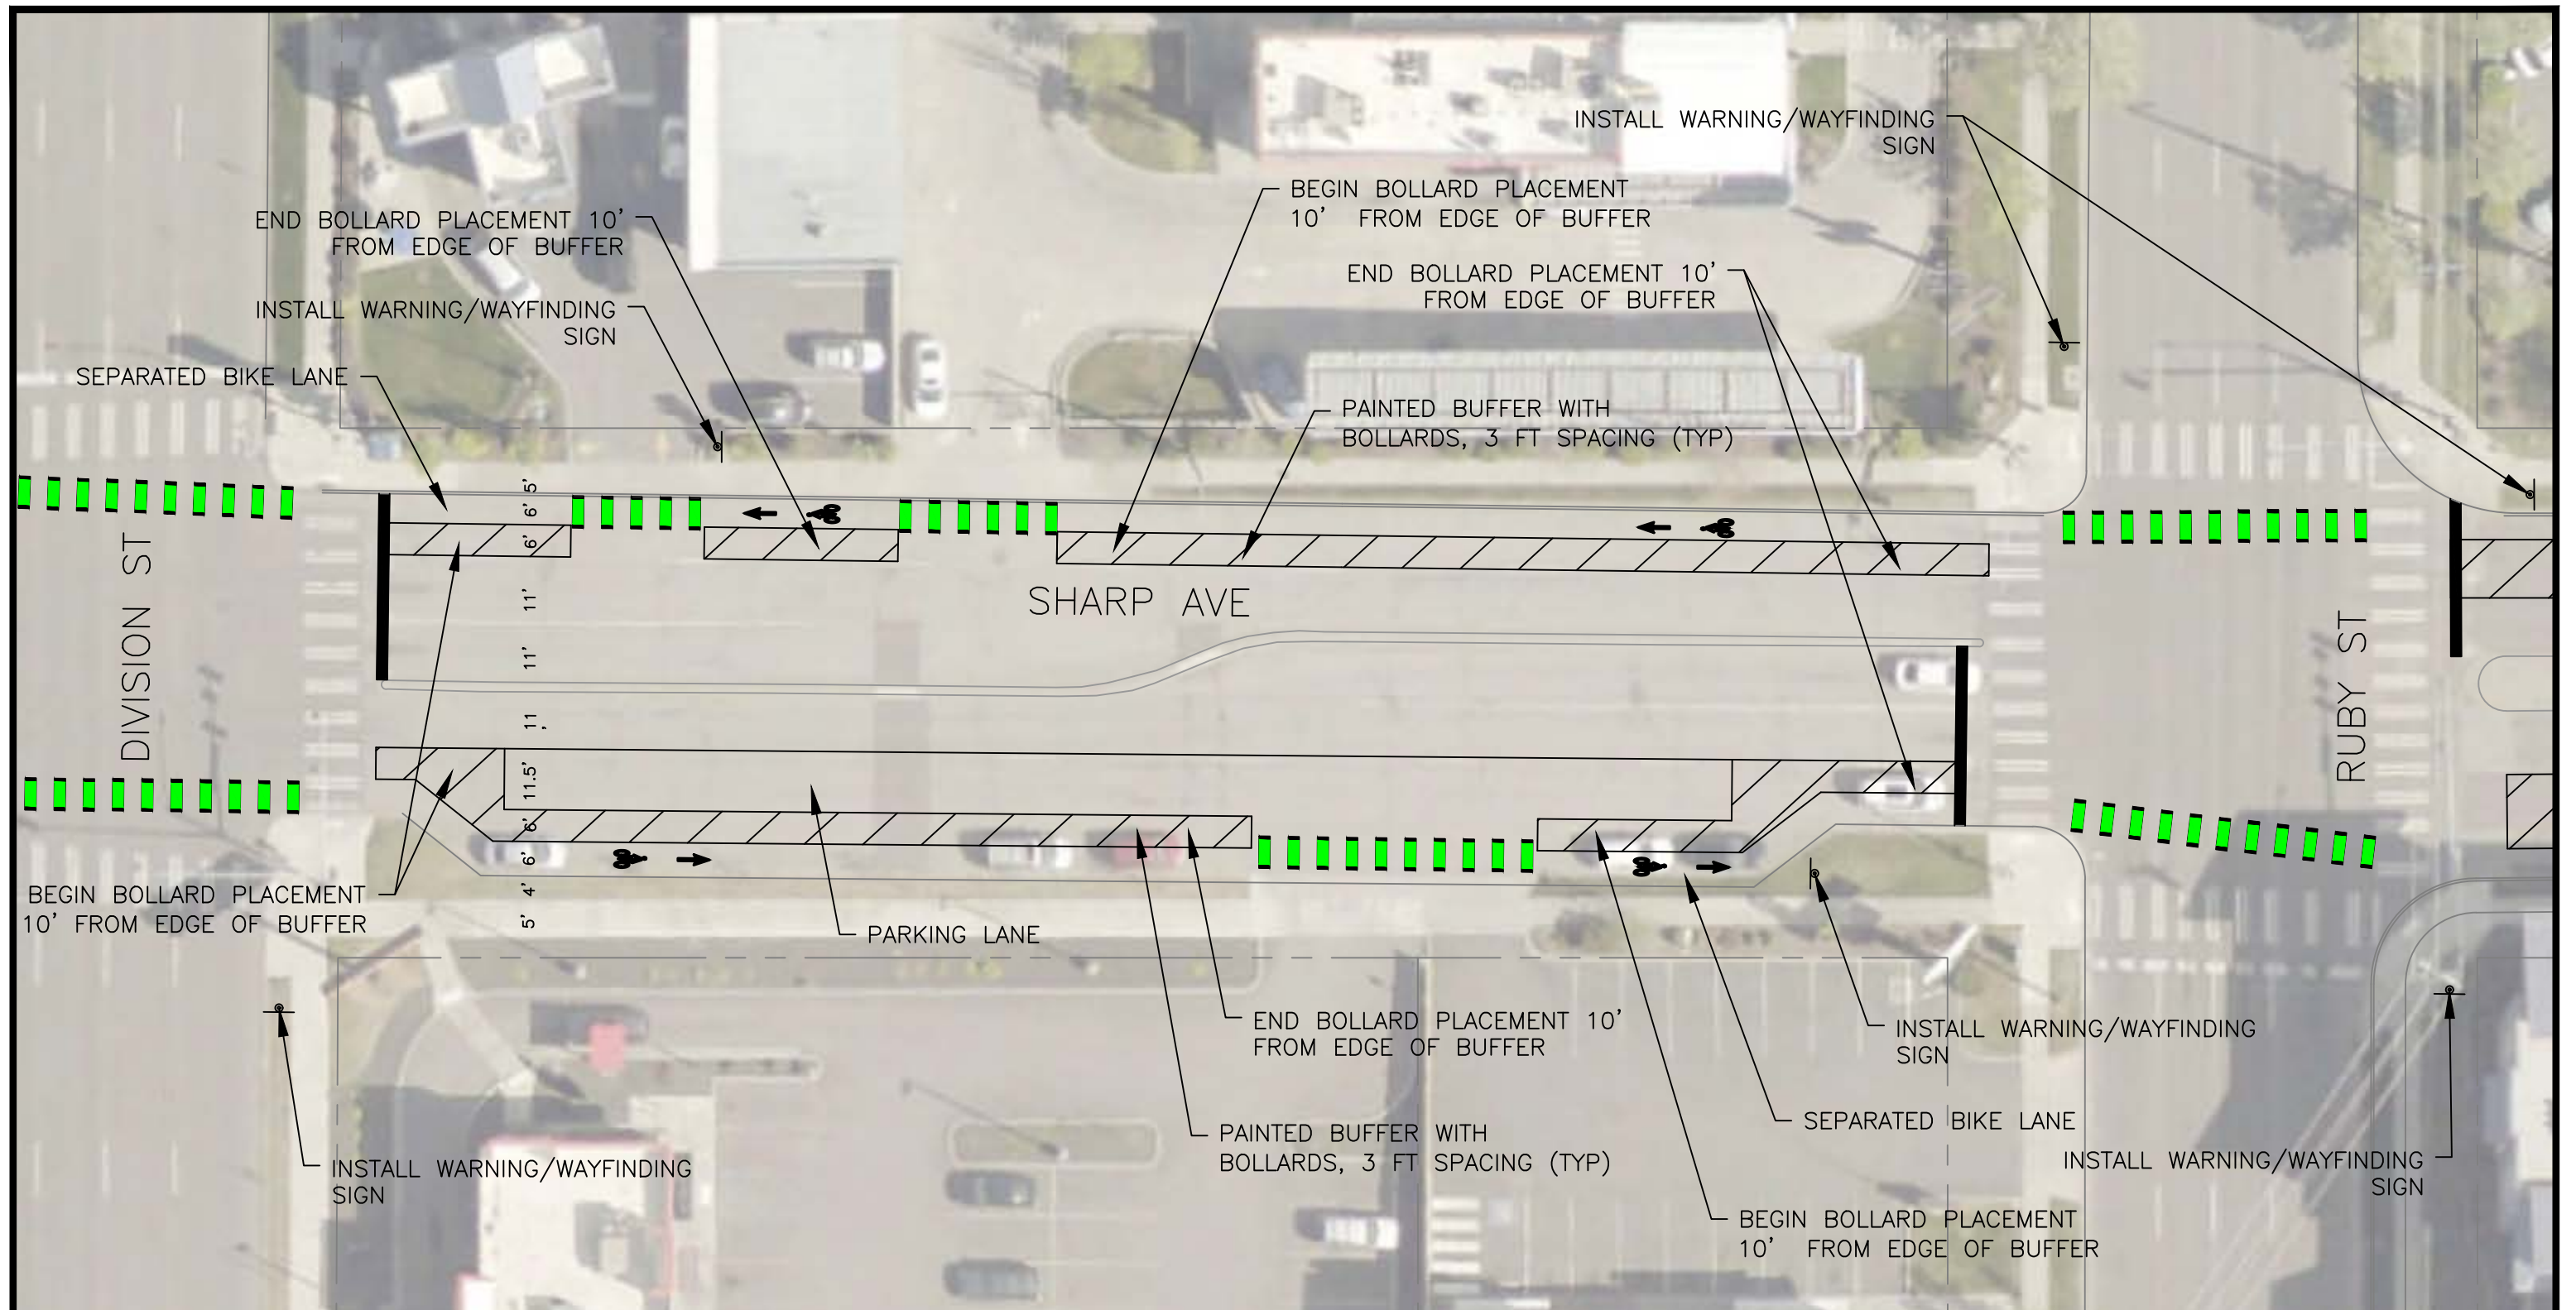 INSTALL WARNING/WAYFINDING
SIGN
BEGIN BOLLARD PLACEMENT
10' FROM EDGE OF BUFFER
END BOLLARD PLACEMENT 10'
FROM EDGE OF BUFFER
END BOLLARD PLACEMENT 10'
FROM EDGE OF BUFFER
INSTALL WARNING/WAYFINDING
SIGN
SEPARATED BIKE LANE
PAINTED BUFFER WITH
BOLLARDS, 3 FT SPACING (TYP)
5'
6'
6'
11'
11'
11'
11.5'
6'
6'
4'
5'
SHARP AVE
DIVISION ST
RUBY ST
BEGIN BOLLARD PLACEMENT
10' FROM EDGE OF BUFFER
PARKING LANE
END BOLLARD PLACEMENT 10'
FROM EDGE OF BUFFER
INSTALL WARNING/WAYFINDING
SIGN
SEPARATED BIKE LANE
PAINTED BUFFER WITH
BOLLARDS, 3 FT SPACING (TYP)
INSTALL WARNING/WAYFINDING
SIGN
INSTALL WARNING/WAYFINDING
SIGN
BEGIN BOLLARD PLACEMENT
10' FROM EDGE OF BUFFER